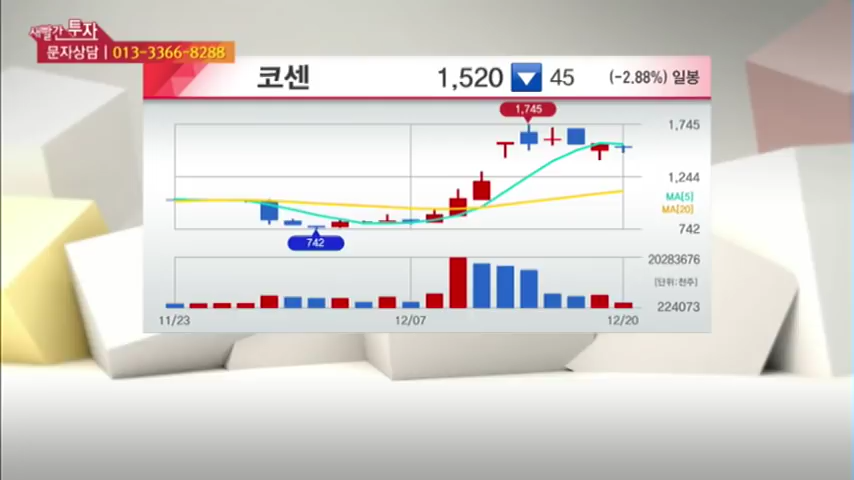 새빨간 투자
문자상담 | 013-3366-8288
코센 1,520 ▼ 45 (-2.88%) 일봉
1,745
1,745
1,244
MA(5)
MA(20)
742
742
20283676
[단위:천주]
224073
11/23 12/07 12/20